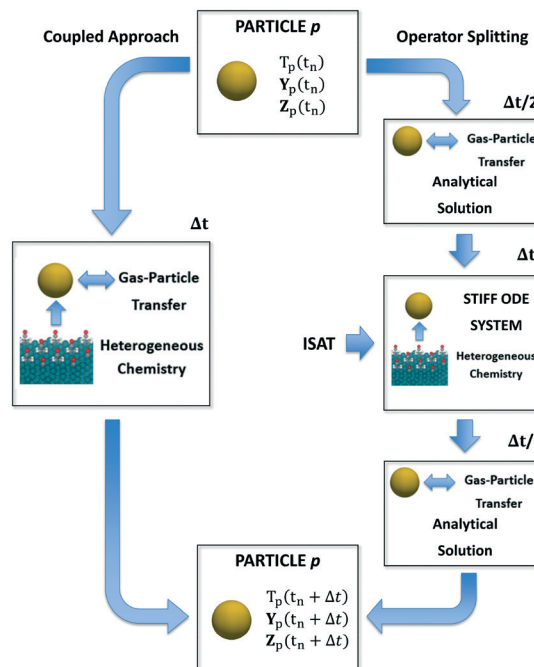 Coupled Approach
PARTICLE p
Tp(tn)
Yp(tn)
Zp(tn)
Operator Splitting
Δt/2
Gas-Particle
Transfer
Analytical
Solution
Δt
Gas-Particle
Transfer
Heterogeneous
Chemistry
Δt
ISAT
STIFF ODE
SYSTEM
Heterogeneous
Chemistry
Δt/
Gas-Particle
Transfer
Analytical
Solution
PARTICLE p
Tp(tn + Δt)
Yp(tn + Δt)
Zp(tn + Δt)